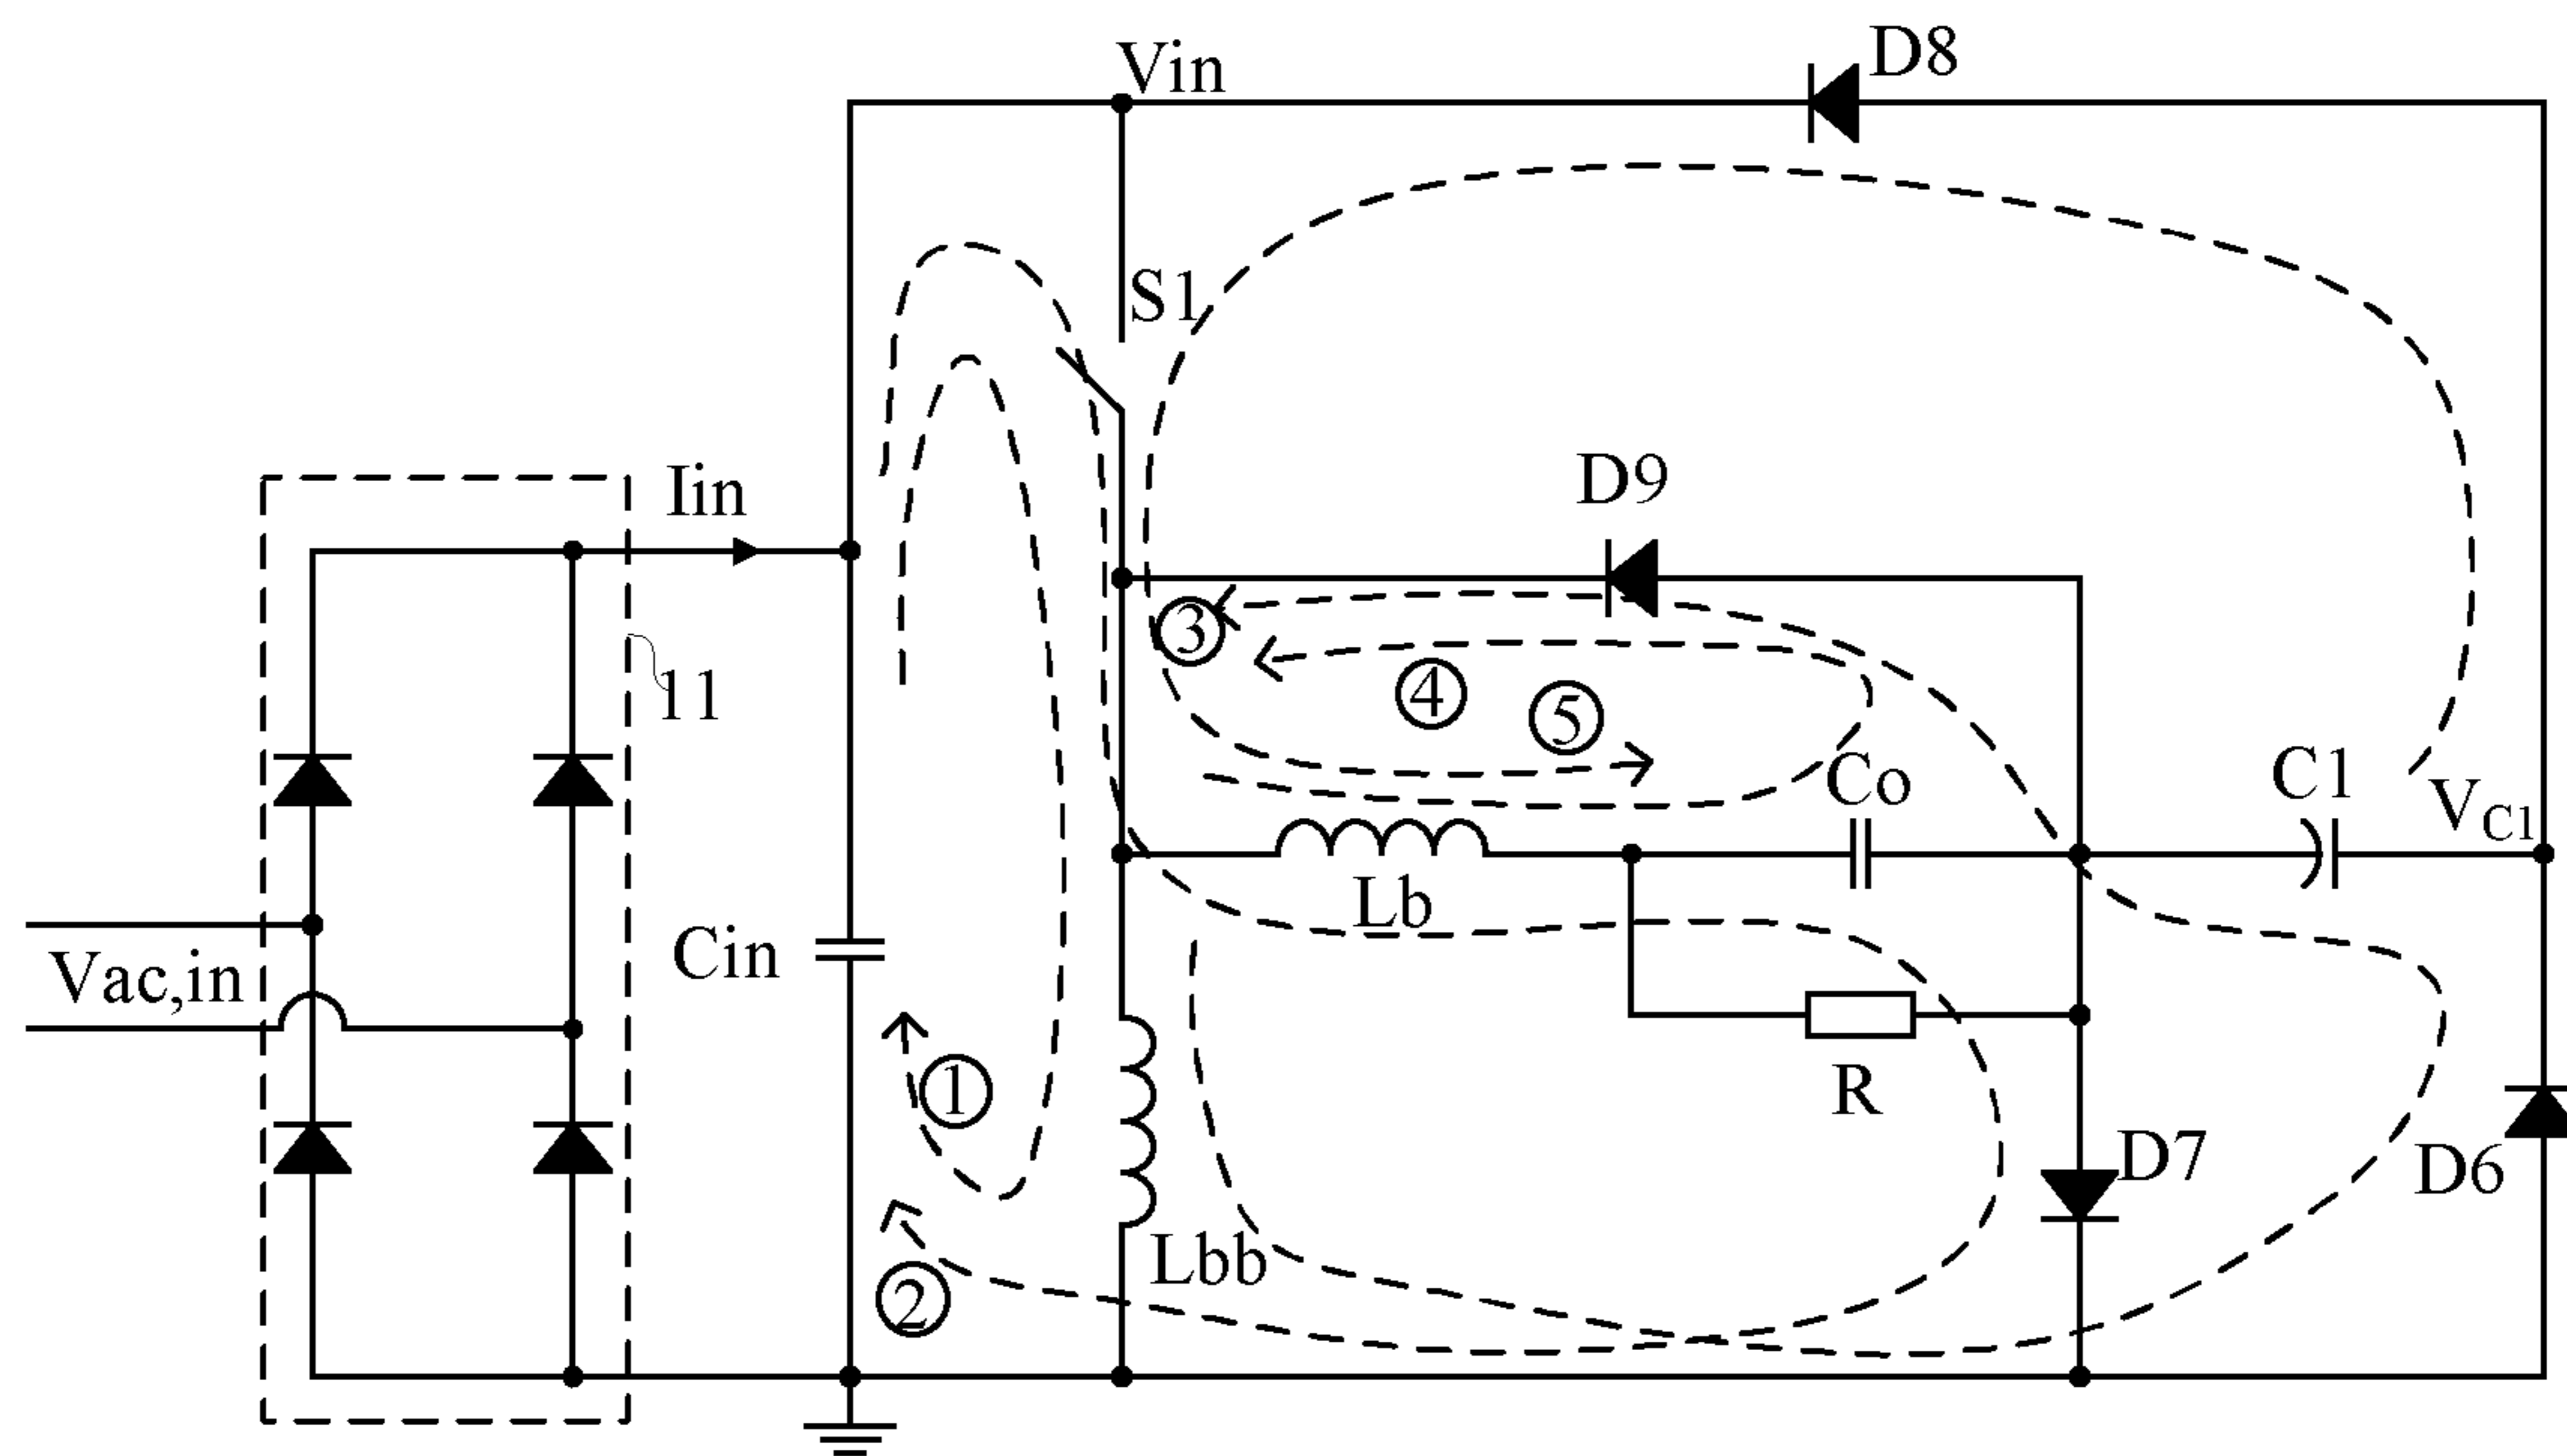 Vin
D8
S1
D9
Iin
11
③
④
⑤
Co
C1
V_C1
Lb
Vac,in
Cin
①
R
D7
D6
Lbb
②